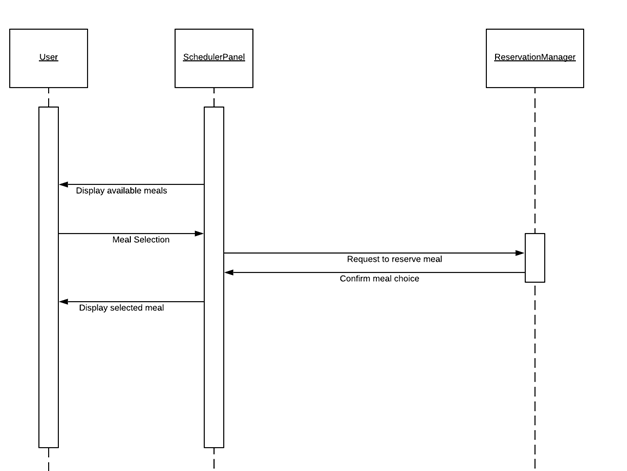 User
SchedulerPanel
ReservationManager
Display available meals
Meal Selection
Request to reserve meal
Confirm meal choice
Display selected meal